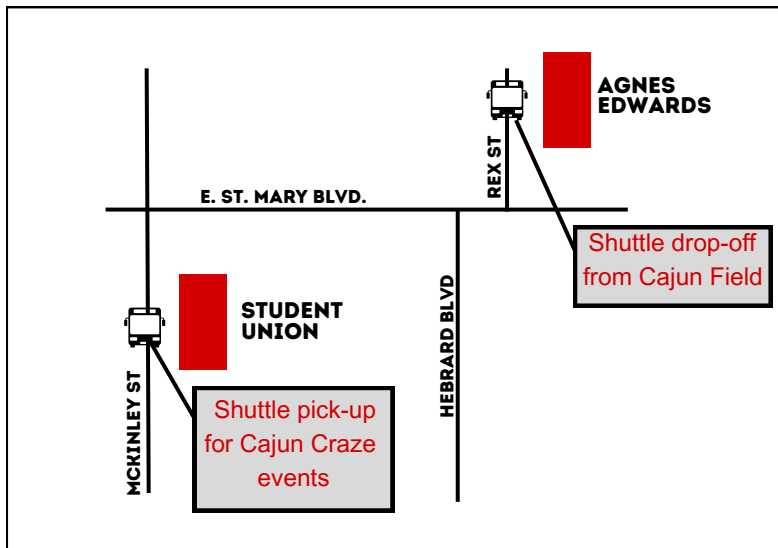 AGNES
EDWARDS
REX ST
E. ST. MARY BLVD.
Shuttle drop-off
from Cajun Field
HEBRARD BLVD
STUDENT
UNION
MCKINLEY ST
Shuttle pick-up
for Cajun Craze
events